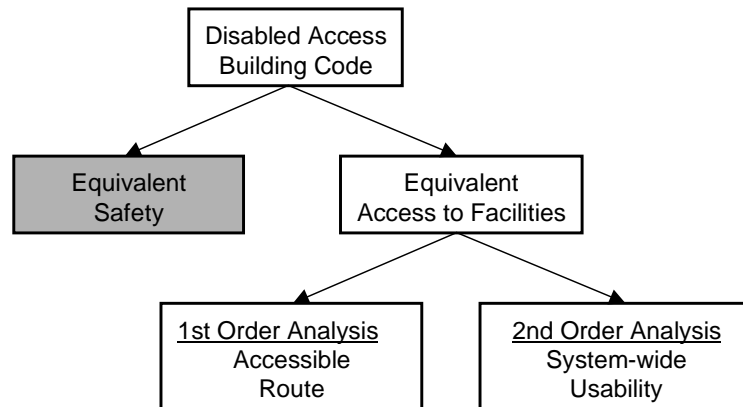 Disabled Access
Building Code
Equivalent
Safety
Equivalent
Access to Facilities
1st Order Analysis
Accessible
Route
2nd Order Analysis
System-wide
Usability